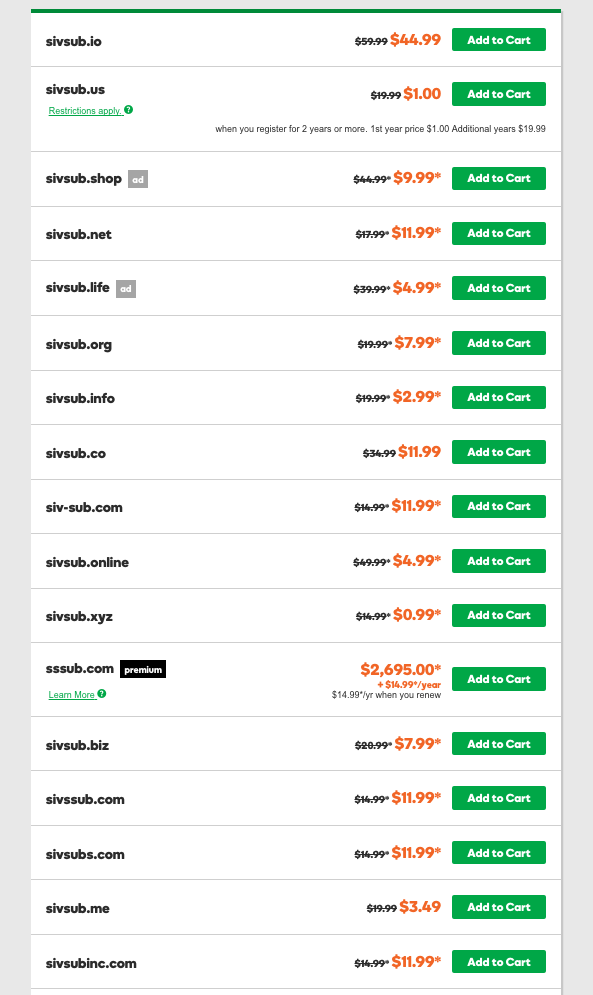 sivsub.io $59.99 $44.99 Add to Cart
sivsub.us $19.99 $1.00 Add to Cart
Restrictions apply. ?
when you register for 2 years or more. 1st year price $1.00 Additional years $19.99
sivsub.shop ad $44.99* $9.99* Add to Cart
sivsub.net $17.99* $11.99* Add to Cart
sivsub.life ad $39.99* $4.99* Add to Cart
sivsub.org $19.99* $7.99* Add to Cart
sivsub.info $19.99* $2.99* Add to Cart
sivsub.co $34.99 $11.99 Add to Cart
siv-sub.com $14.99* $11.99* Add to Cart
sivsub.online $49.99* $4.99* Add to Cart
sivsub.xyz $14.99* $0.99* Add to Cart
sssub.com premium $2,695.00* Add to Cart
+ $14.99*/year
Learn More ? $14.99*/yr when you renew
sivsub.biz $20.99* $7.99* Add to Cart
sivssub.com $14.99* $11.99* Add to Cart
sivsubs.com $14.99* $11.99* Add to Cart
sivsub.me $19.99 $3.49 Add to Cart
sivsubinc.com $14.99* $11.99* Add to Cart